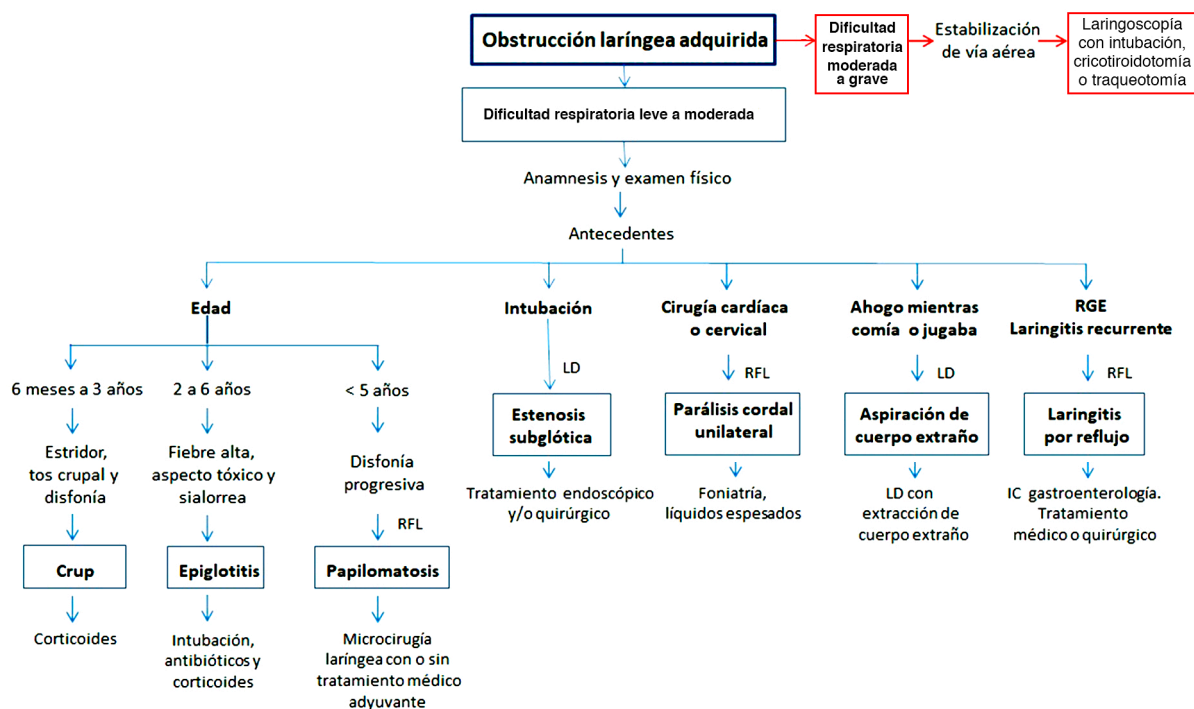 Obstrucción laríngea adquirida
Dificultad
respiratoria
moderada
a grave
Estabilización
de vía aérea
Laringoscopía
con intubación,
cricotiroidotomía
o traqueotomía
Dificultad respiratoria leve a moderada
Anamnesis y examen físico
Antecedentes
Edad
Intubación
Cirugía cardíaca
o cervical
Ahogo mientras
comía o jugaba
RGE
Laringitis recurrente
6 meses a 3 años
2 a 6 años
< 5 años
LD
RFL
LD
RFL
Estenosis
subglótica
Parálisis cordal
unilateral
Aspiración de
cuerpo extraño
Laringitis
por reflujo
Estridor,
tos crupal y
disfonía
Fiebre alta,
aspecto tóxico y
sialorrea
Disfonía
progresiva
RFL
Tratamiento endoscópico
y/o quirúrgico
Foniatría,
líquidos espesados
LD con
extracción de
cuerpo extraño
IC gastroenterología.
Tratamiento
médico o quirúrgico
Crup
Epiglotitis
Papilomatosis
Corticoides
Intubación,
antibióticos y
corticoides
Microcirugía
laríngea con o sin
tratamiento médico
adyuvante